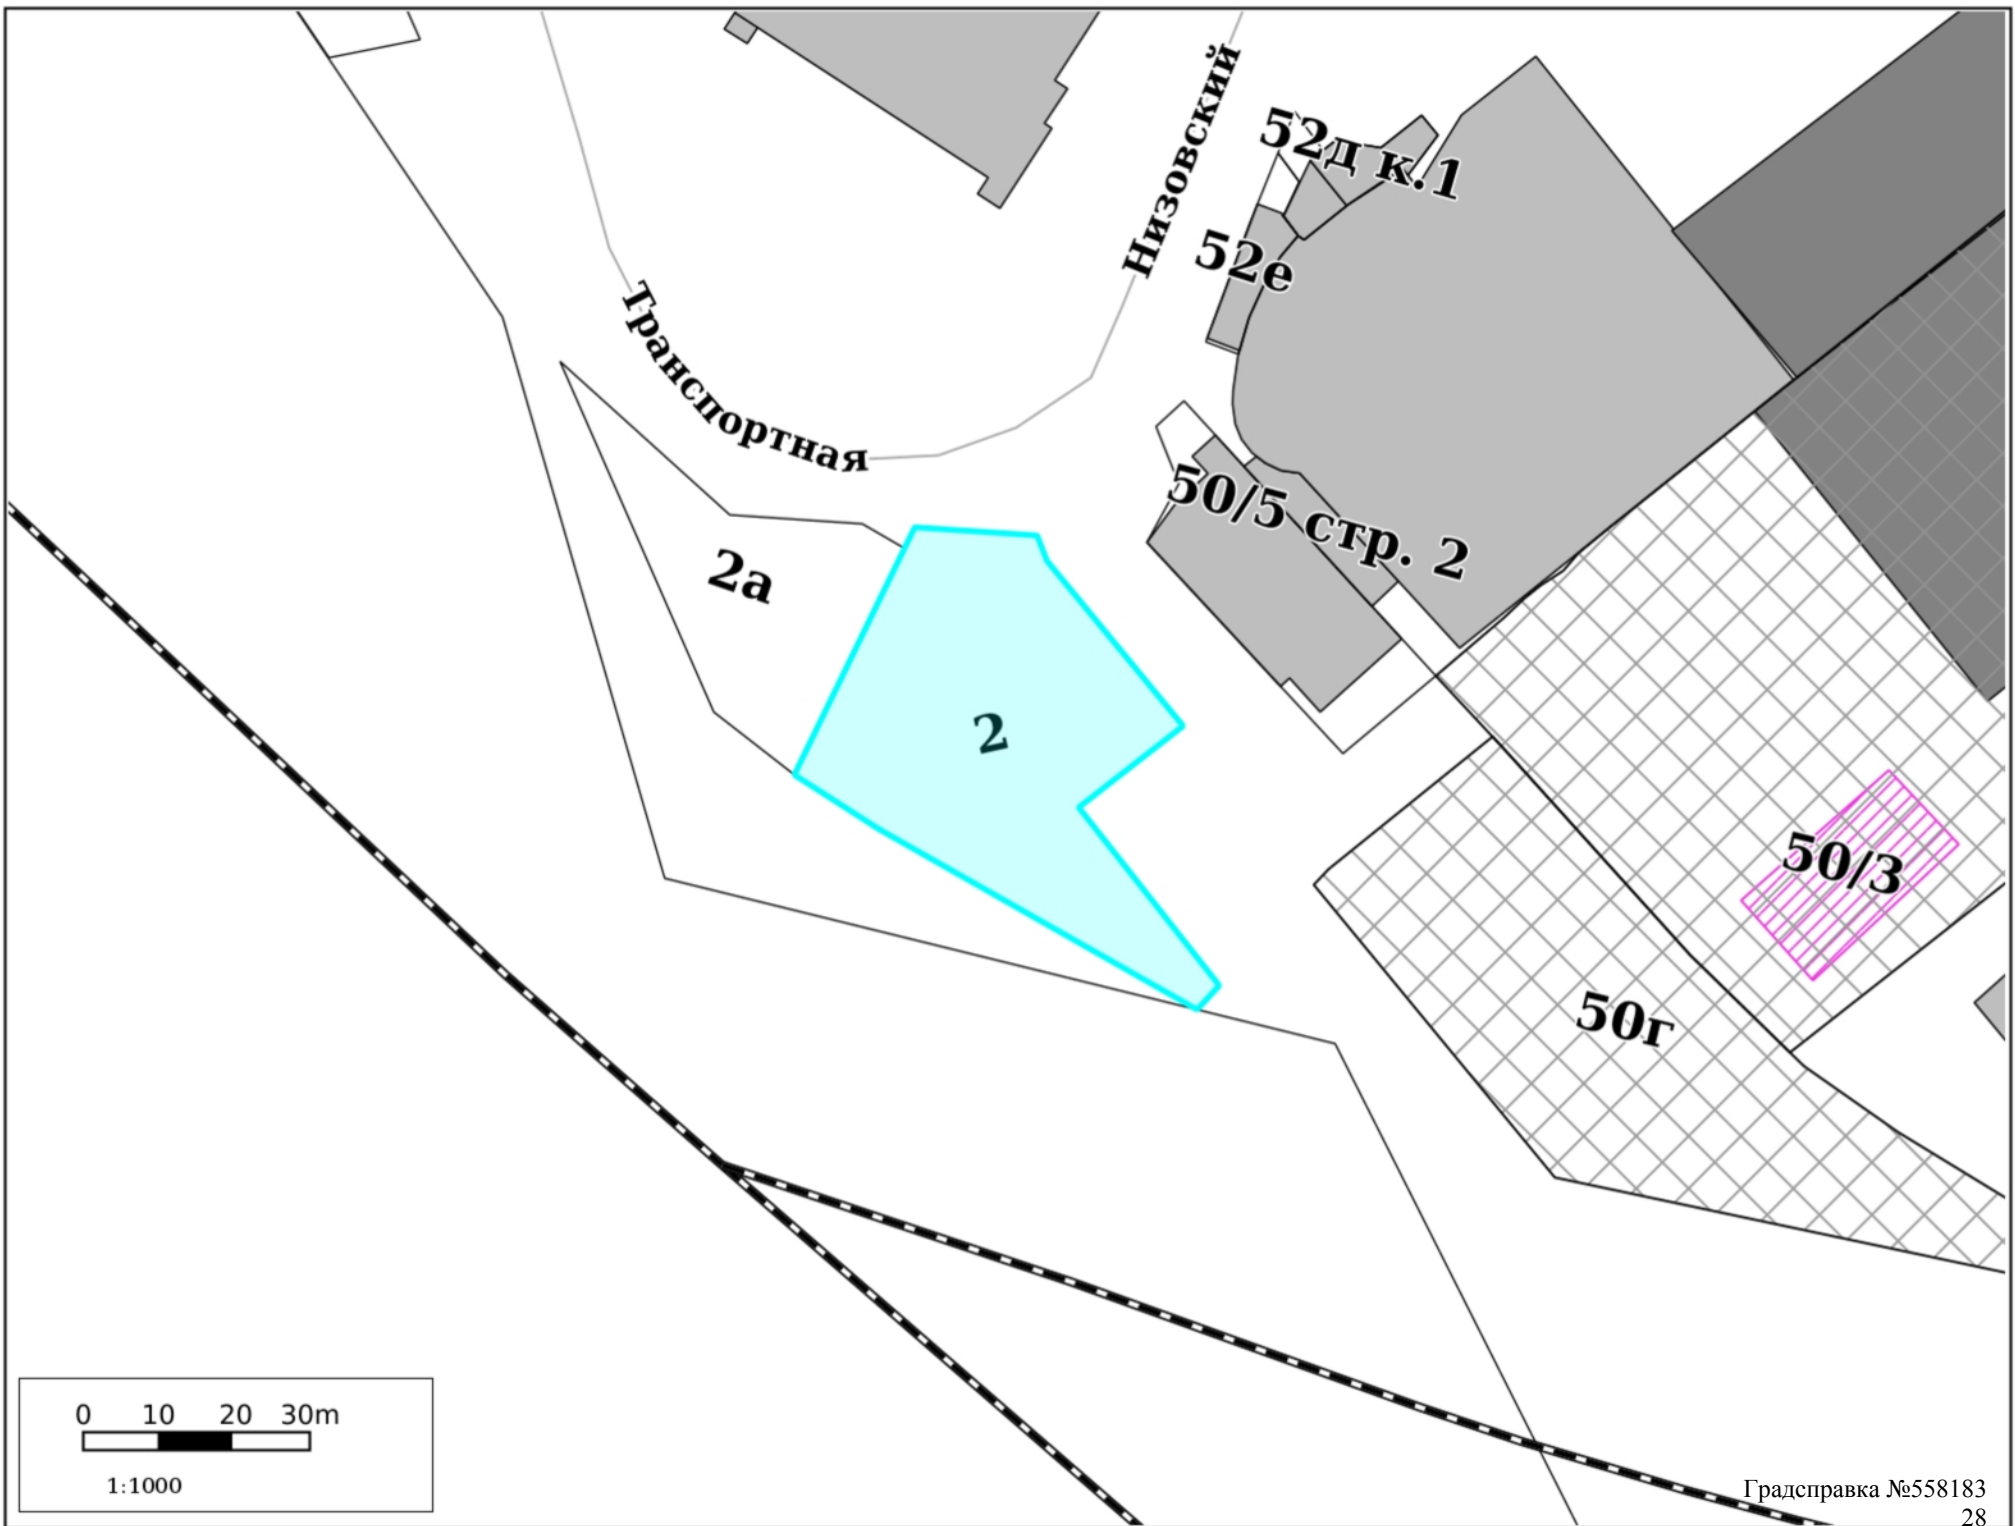 Низовский
52д к.1
52е
Транспортная
50/5 стр. 2
2а
2
50/3
50г
0 10 20 30m
1:1000
Градсправка №558183
28